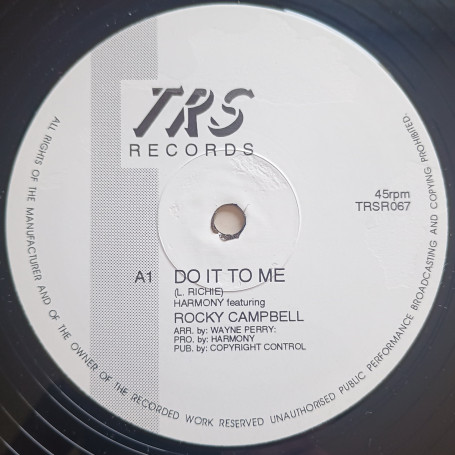 TRS
RECORDS
45rpm
TRSR067
A1 DO IT TO ME
(L. RICHIE)
HARMONY featuring
ROCKY CAMPBELL
ARR. by: WAYNE PERRY:
PRO. by: HARMONY
PUB. by: COPYRIGHT CONTROL
ALL RIGHTS OF THE MANUFACTURER AND OF THE OWNER OF THE RECORDED WORK RESERVED UNAUTHORISED PUBLIC PERFORMANCE BROADCASTING AND COPYING PROHIBITED.